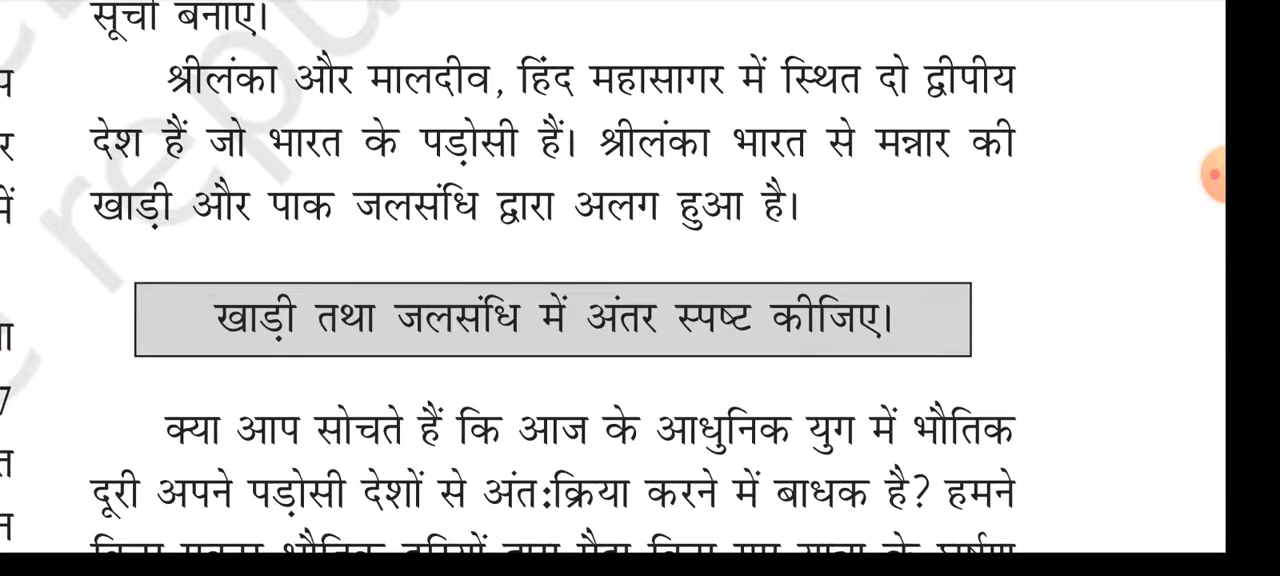 सूची बनाए।
श्रीलंका और मालदीव, हिंद महासागर में स्थित दो द्वीपीय
देश हैं जो भारत के पड़ोसी हैं। श्रीलंका भारत से मन्नार की
खाड़ी और पाक जलसंधि द्वारा अलग हुआ है।
खाड़ी तथा जलसंधि में अंतर स्पष्ट कीजिए।
क्या आप सोचते हैं कि आज के आधुनिक युग में भौतिक
दूरी अपने पड़ोसी देशों से अंतःक्रिया करने में बाधक है? हमने